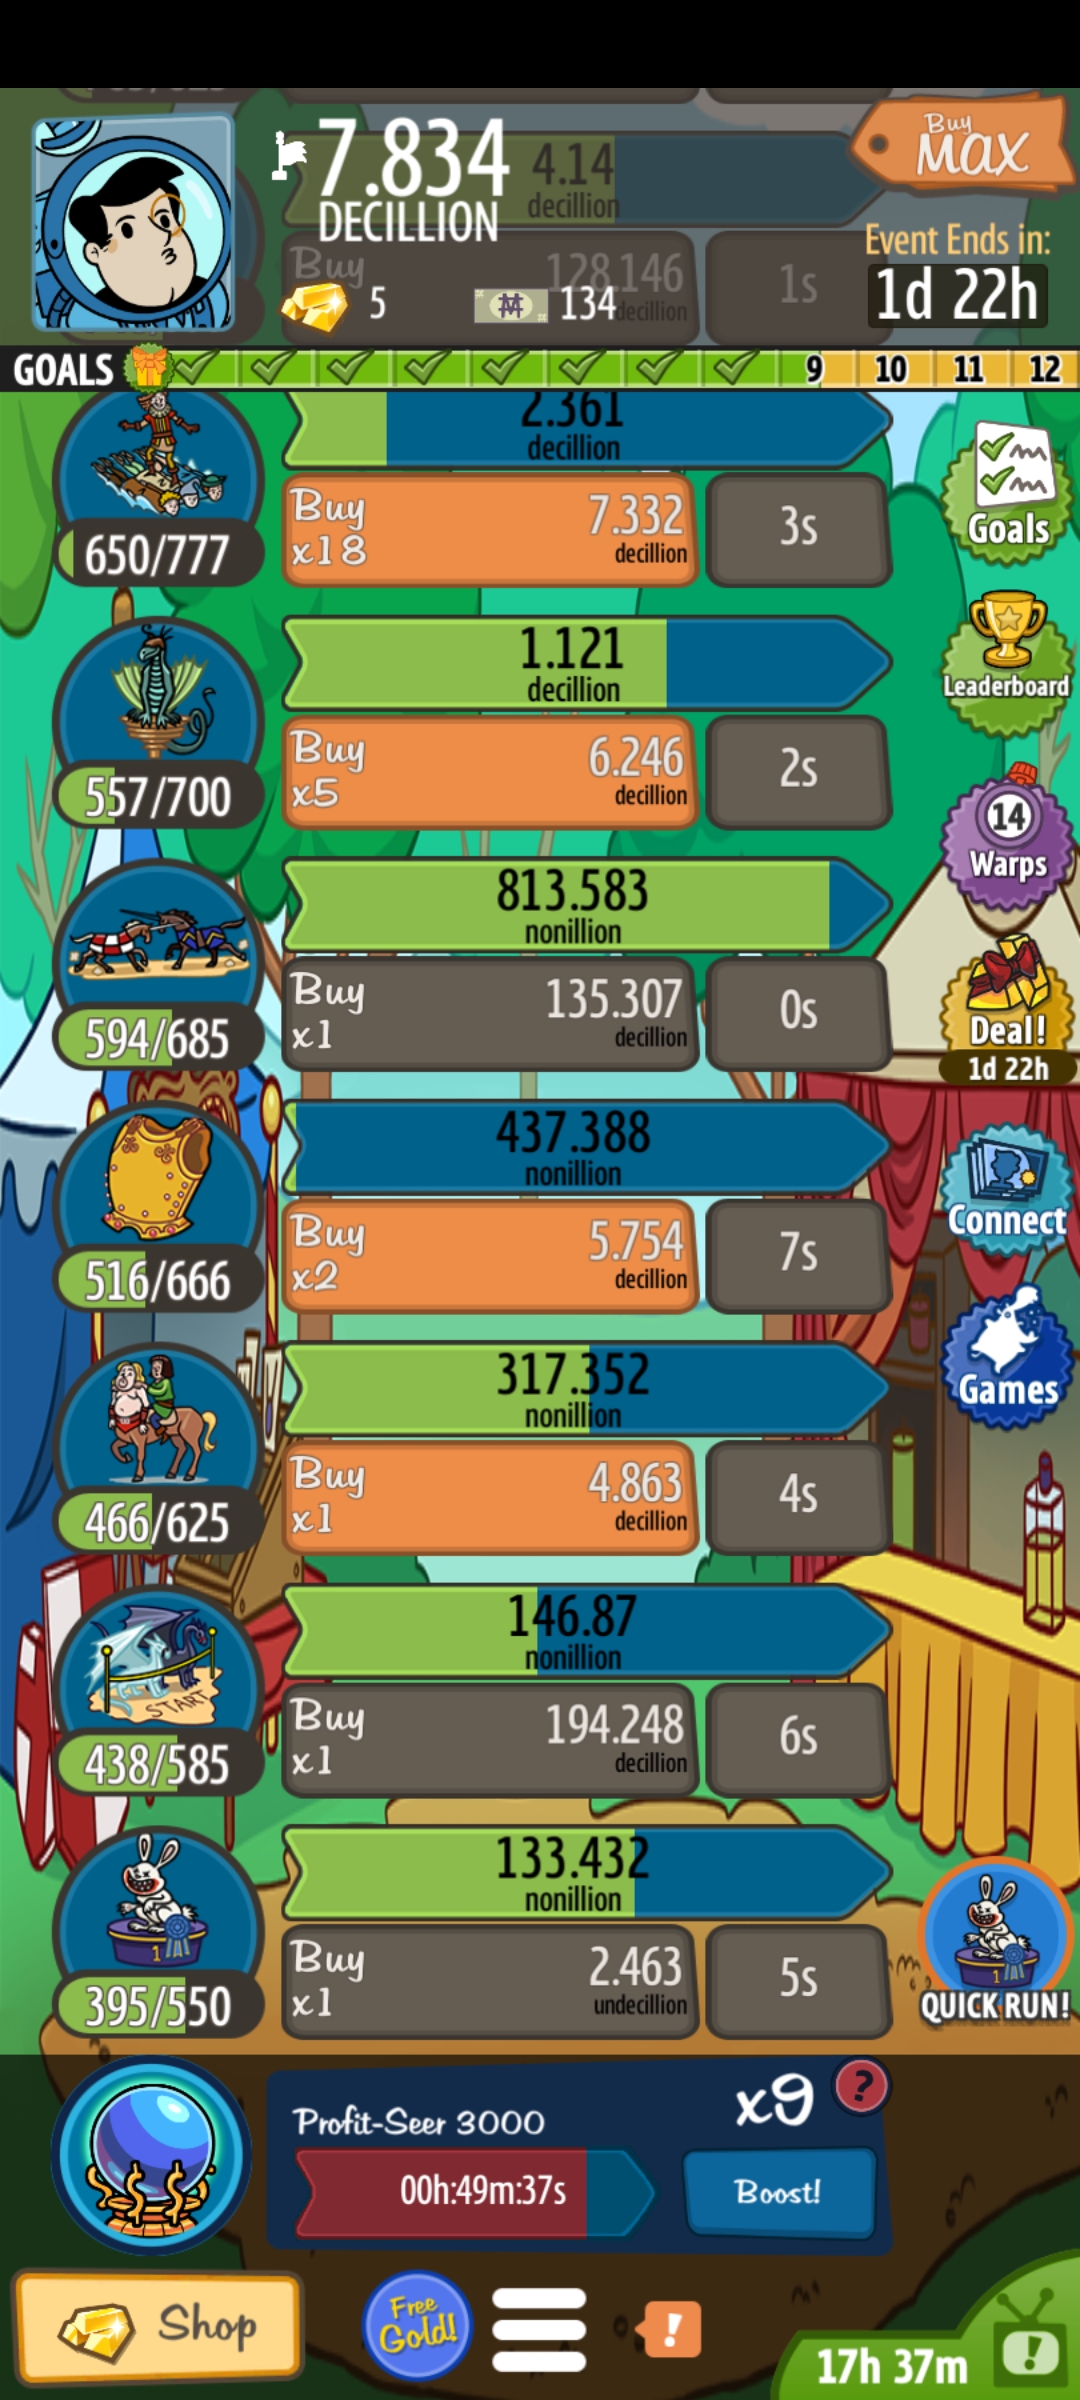 7.834
DECILLION
Buy
MAX
4.14
decillion
Buy
128.146
decillion
1s
5
134
Event Ends in:
1d 22h
GOALS
9
10
11
12
2.361
decillion
650/777
Buy
x18
7.332
decillion
3s
Goals
1.121
decillion
557/700
Buy
x5
6.246
decillion
2s
Leaderboard
813.583
nonillion
594/685
Buy
x1
135.307
decillion
0s
14
Warps
Deal!
1d 22h
437.388
nonillion
516/666
Buy
x2
5.754
decillion
7s
Connect
317.352
nonillion
466/625
Buy
x1
4.863
decillion
4s
Games
146.87
nonillion
START
438/585
Buy
x1
194.248
decillion
6s
133.432
nonillion
1
395/550
Buy
x1
2.463
undecillion
5s
1
QUICK RUN!
Profit-Seer 3000
x9
?
00h:49m:37s
Boost!
Shop
Free
Gold!
!
17h 37m
!